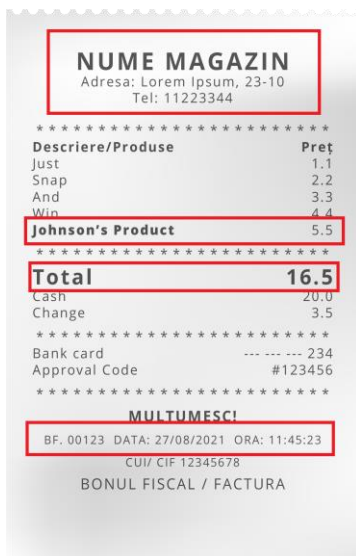 NUME MAGAZIN
Adresa: Lorem Ipsum, 23-10
Tel: 11223344
* * * * * * * * * * * * * * * * * * * * * * * *
Descriere/Produse Preț
Just 1.1
Snap 2.2
And 3.3
Win 4.4
Johnson's Product 5.5
* * * * * * * * * * * * * * * * * * * * * * * *
Total 16.5
Cash 20.0
Change 3.5
* * * * * * * * * * * * * * * * * * * * * * * *
Bank card --- --- --- 234
Approval Code #123456
* * * * * * * * * * * * * * * * * * * * * * * *
MULTUMESC!
BF. 00123 DATA: 27/08/2021 ORA: 11:45:23
CUI/ CIF 12345678
BONUL FISCAL / FACTURA